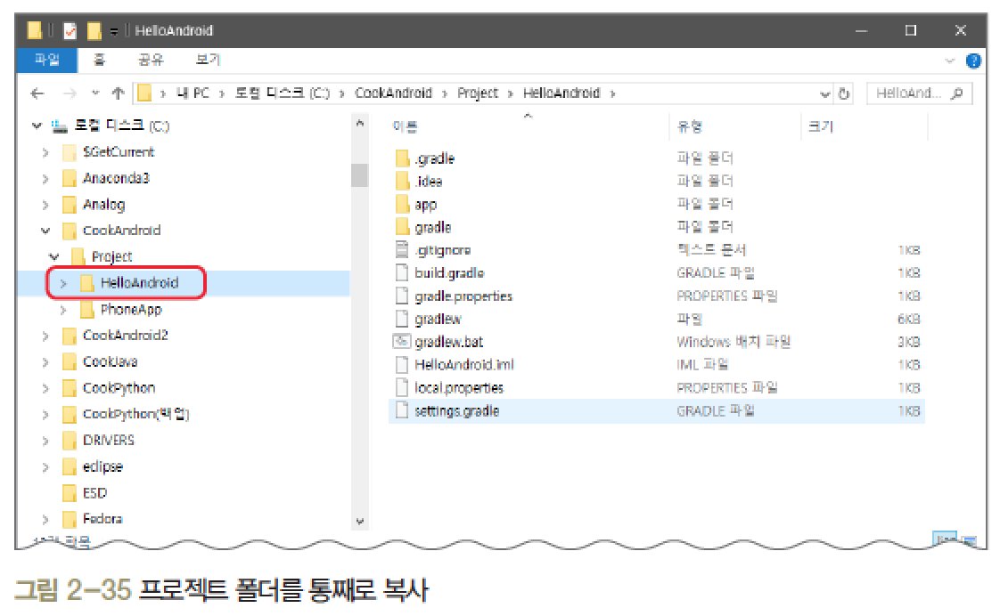 HelloAndroid
파일 홈 공유 보기
내 PC > 로컬 디스크 (C:) > CookAndroid > Project > HelloAndroid >
HelloAnd...
로컬 디스크 (C:)
$GetCurrent
Anaconda3
Analog
CookAndroid
Project
HelloAndroid
PhoneApp
CookAndroid2
CookJava
CookPython
CookPython(백업)
DRIVERS
eclipse
ESD
Fedora
이름 유형 크기
.gradle 파일 폴더
.idea 파일 폴더
app 파일 폴더
gradle 파일 폴더
.gitignore 텍스트 문서 1KB
build.gradle GRADLE 파일 1KB
gradle.properties PROPERTIES 파일 1KB
gradlew 파일 6KB
gradlew.bat Windows 배치 파일 3KB
HelloAndroid.iml IML 파일 1KB
local.properties PROPERTIES 파일 1KB
settings.gradle GRADLE 파일 1KB
그림 2-35 프로젝트 폴더를 통째로 복사